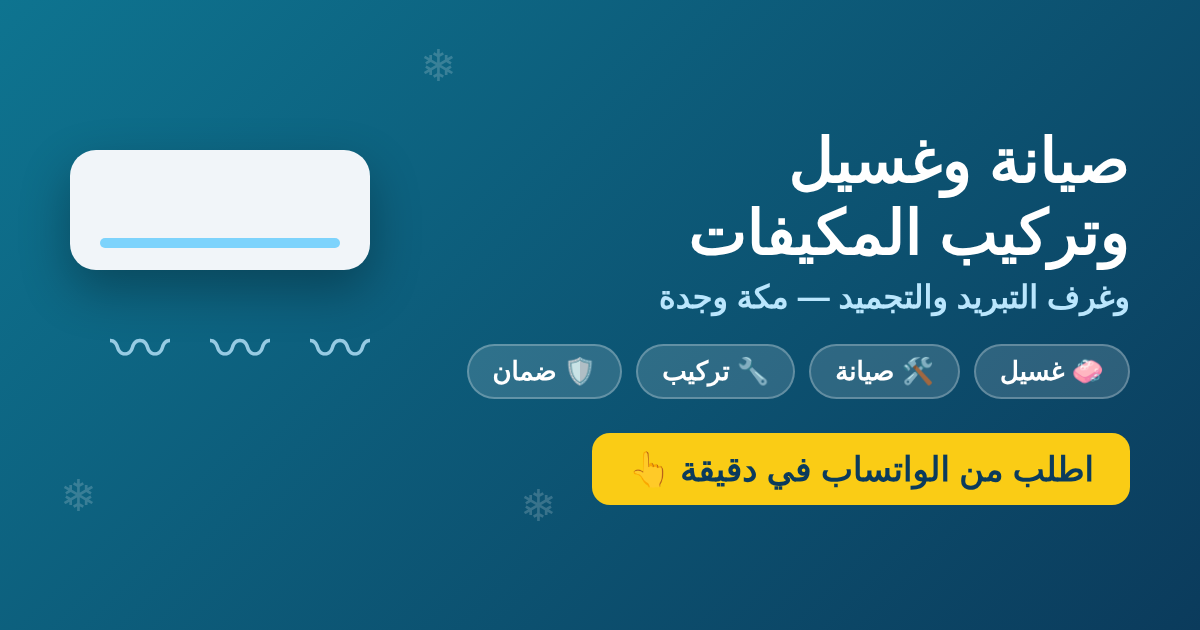 صيانة وغسيل
وتركيب المكيفات
وغرف التبريد والتجميد — مكة وجدة
🧼 غسيل 🛠️ صيانة 🔧 تركيب 🛡️ ضمان
اطلب من الواتساب في دقيقة 👆